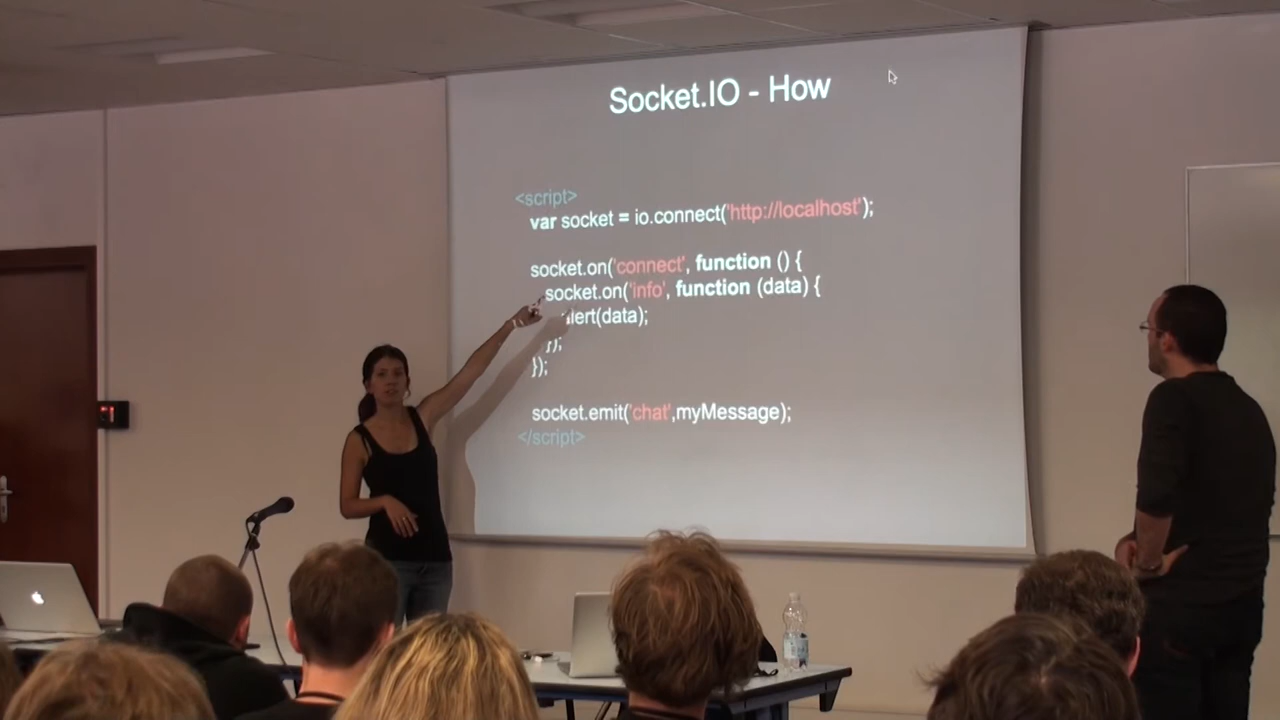 Socket.IO - How
<script>
var socket = io.connect('http://localhost');
socket.on('connect', function () {
socket.on('info', function (data) {
alert(data);
});
});
socket.emit('chat',myMessage);
</script>